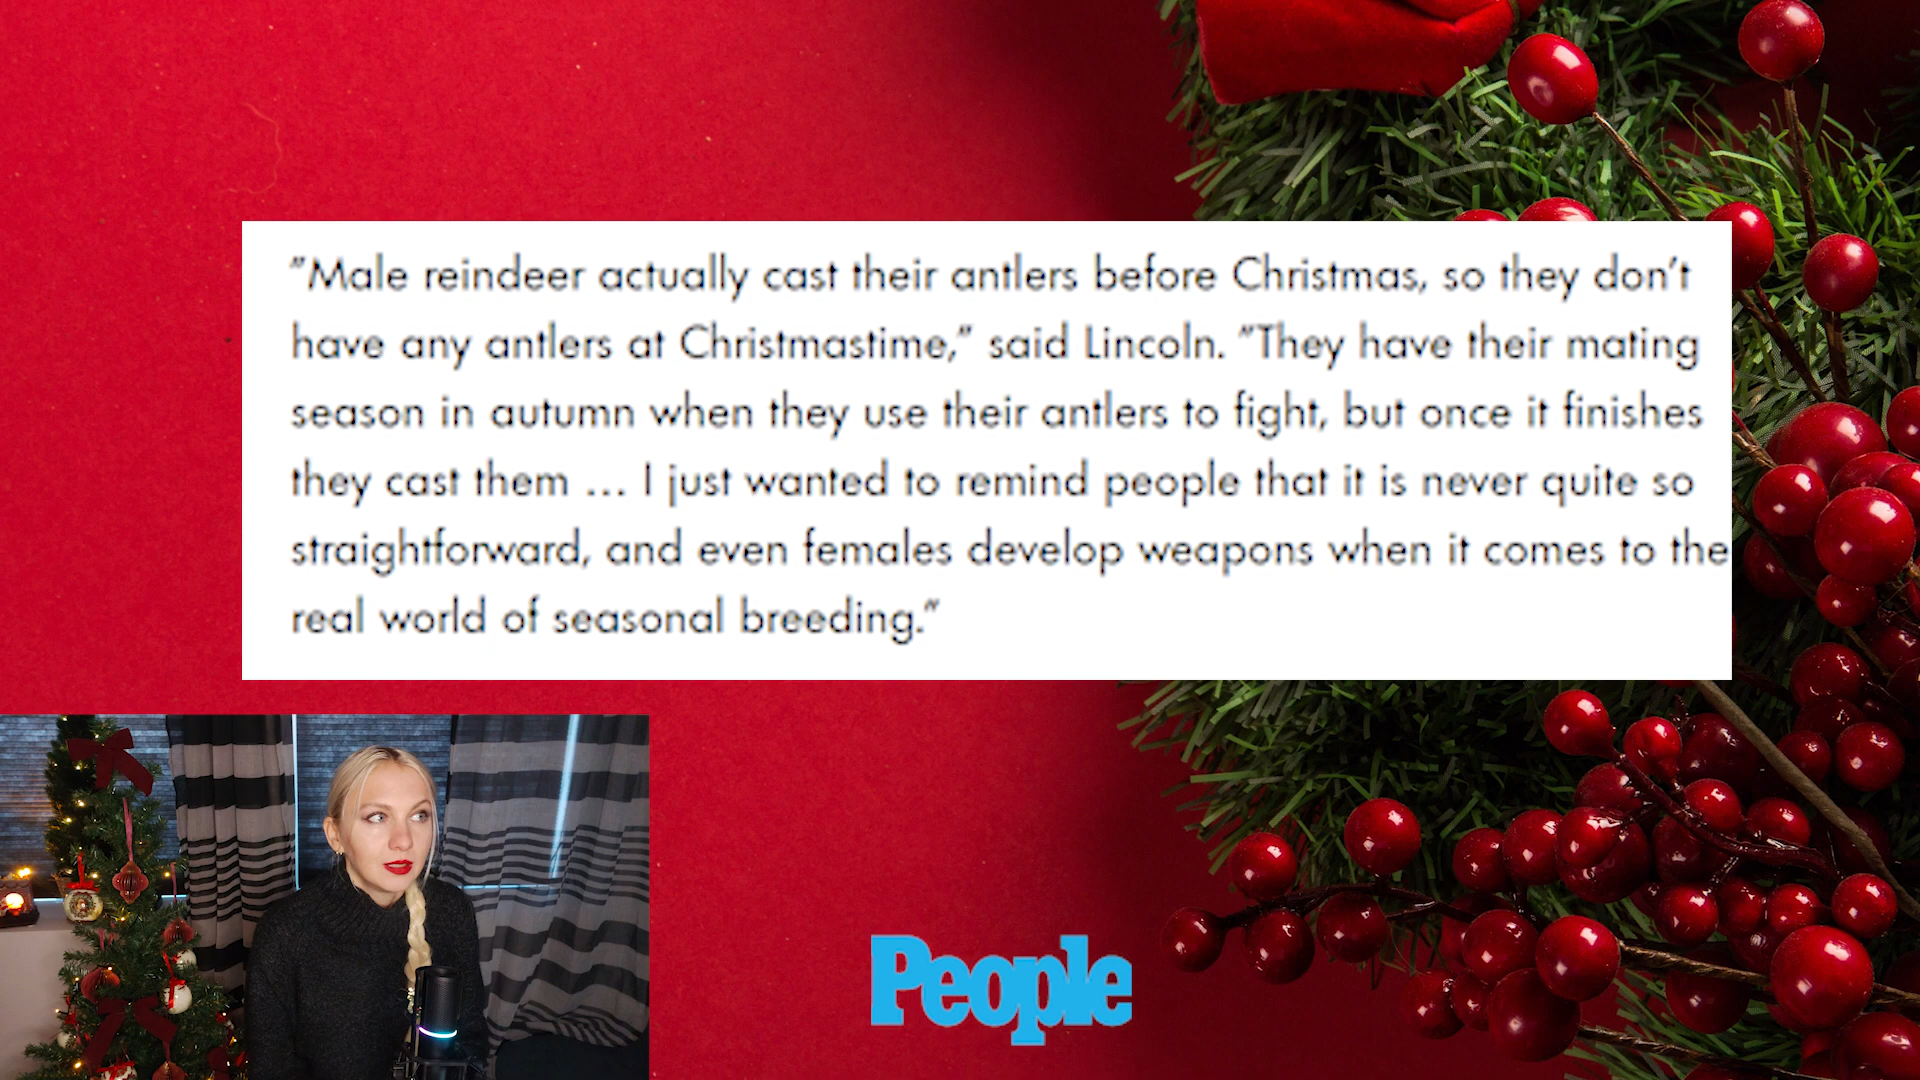 "Male reindeer actually cast their antlers before Christmas, so they don't
have any antlers at Christmastime," said Lincoln. "They have their mating
season in autumn when they use their antlers to fight, but once it finishes
they cast them ... I just wanted to remind people that it is never quite so
straightforward, and even females develop weapons when it comes to the
real world of seasonal breeding."
People